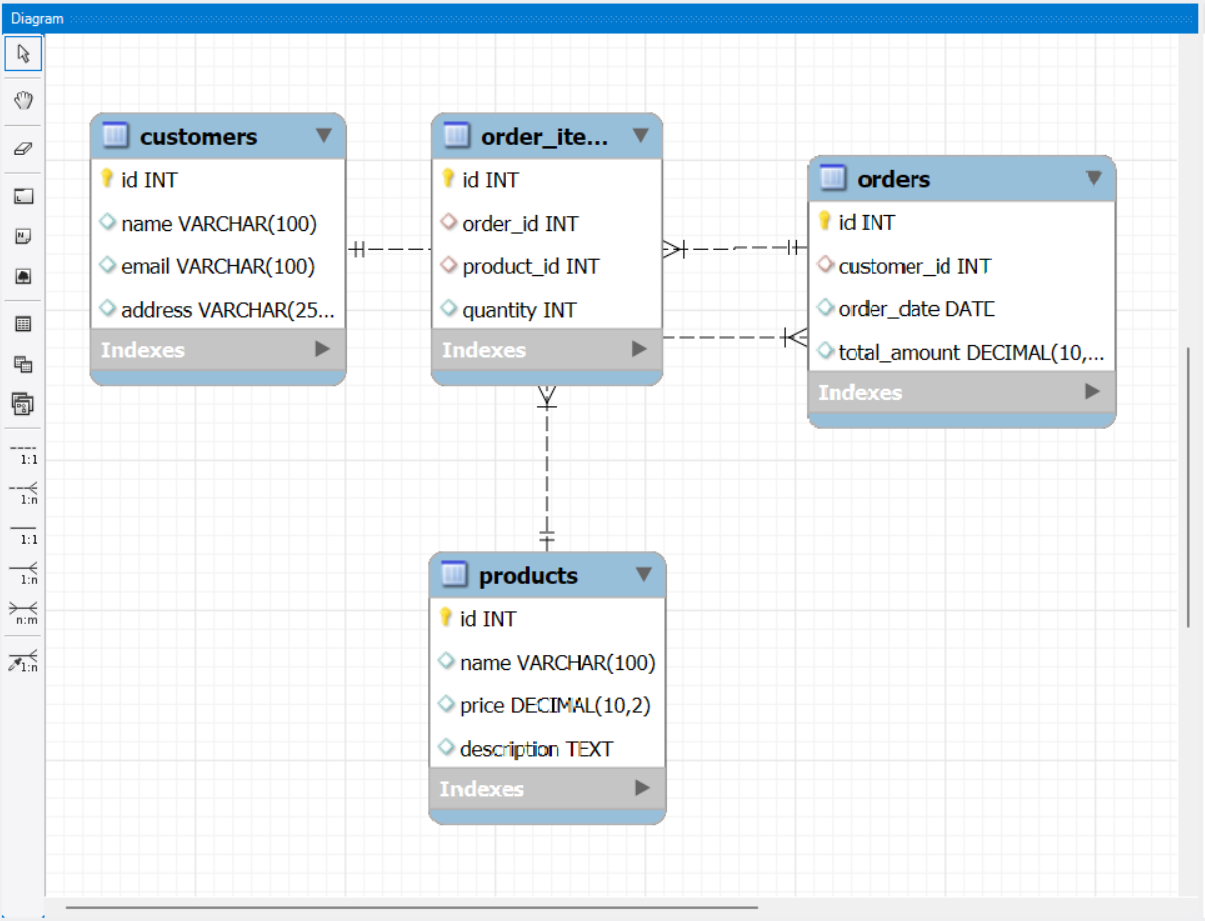 Diagram
customers
id INT
name VARCHAR(100)
email VARCHAR(100)
address VARCHAR(25...
Indexes
order_ite...
id INT
order_id INT
product_id INT
quantity INT
Indexes
orders
id INT
customer_id INT
order_date DATE
total_amount DECIMAL(10,...
Indexes
products
id INT
name VARCHAR(100)
price DECIMAL(10,2)
description TEXT
Indexes
1:1
1:n
1:1
1:n
n:m
1:n